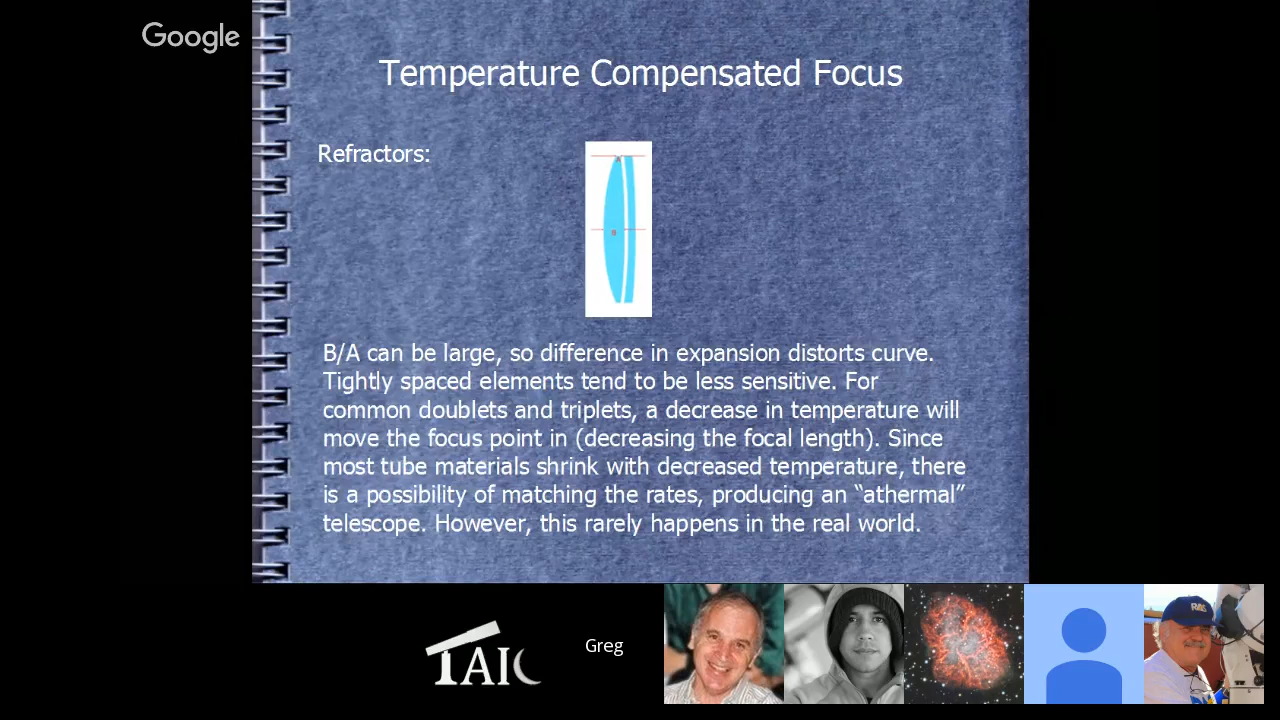 Google
Temperature Compensated Focus
Refractors:
B/A can be large, so difference in expansion distorts curve.
Tightly spaced elements tend to be less sensitive. For
common doublets and triplets, a decrease in temperature will
move the focus point in (decreasing the focal length). Since
most tube materials shrink with decreased temperature, there
is a possibility of matching the rates, producing an “athermal”
telescope. However, this rarely happens in the real world.
TAIC
Greg